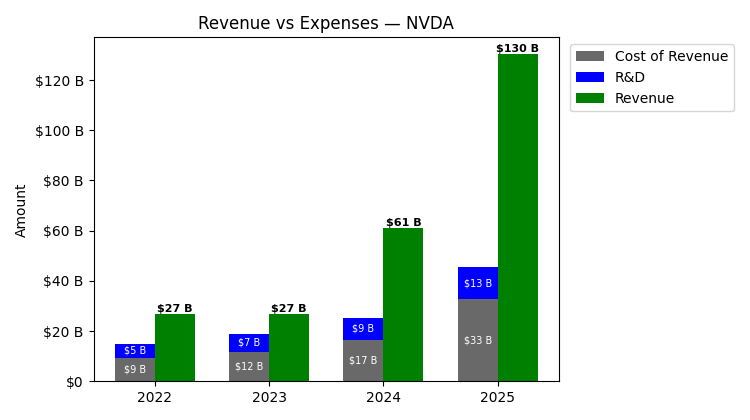 Revenue vs Expenses — NVDA
Cost of Revenue
R&D
Revenue
Amount
$120 B
$100 B
$80 B
$60 B
$40 B
$20 B
$0
$130 B
$61 B
$27 B
$27 B
$5 B
$9 B
$7 B
$12 B
$9 B
$17 B
$13 B
$33 B
2022
2023
2024
2025